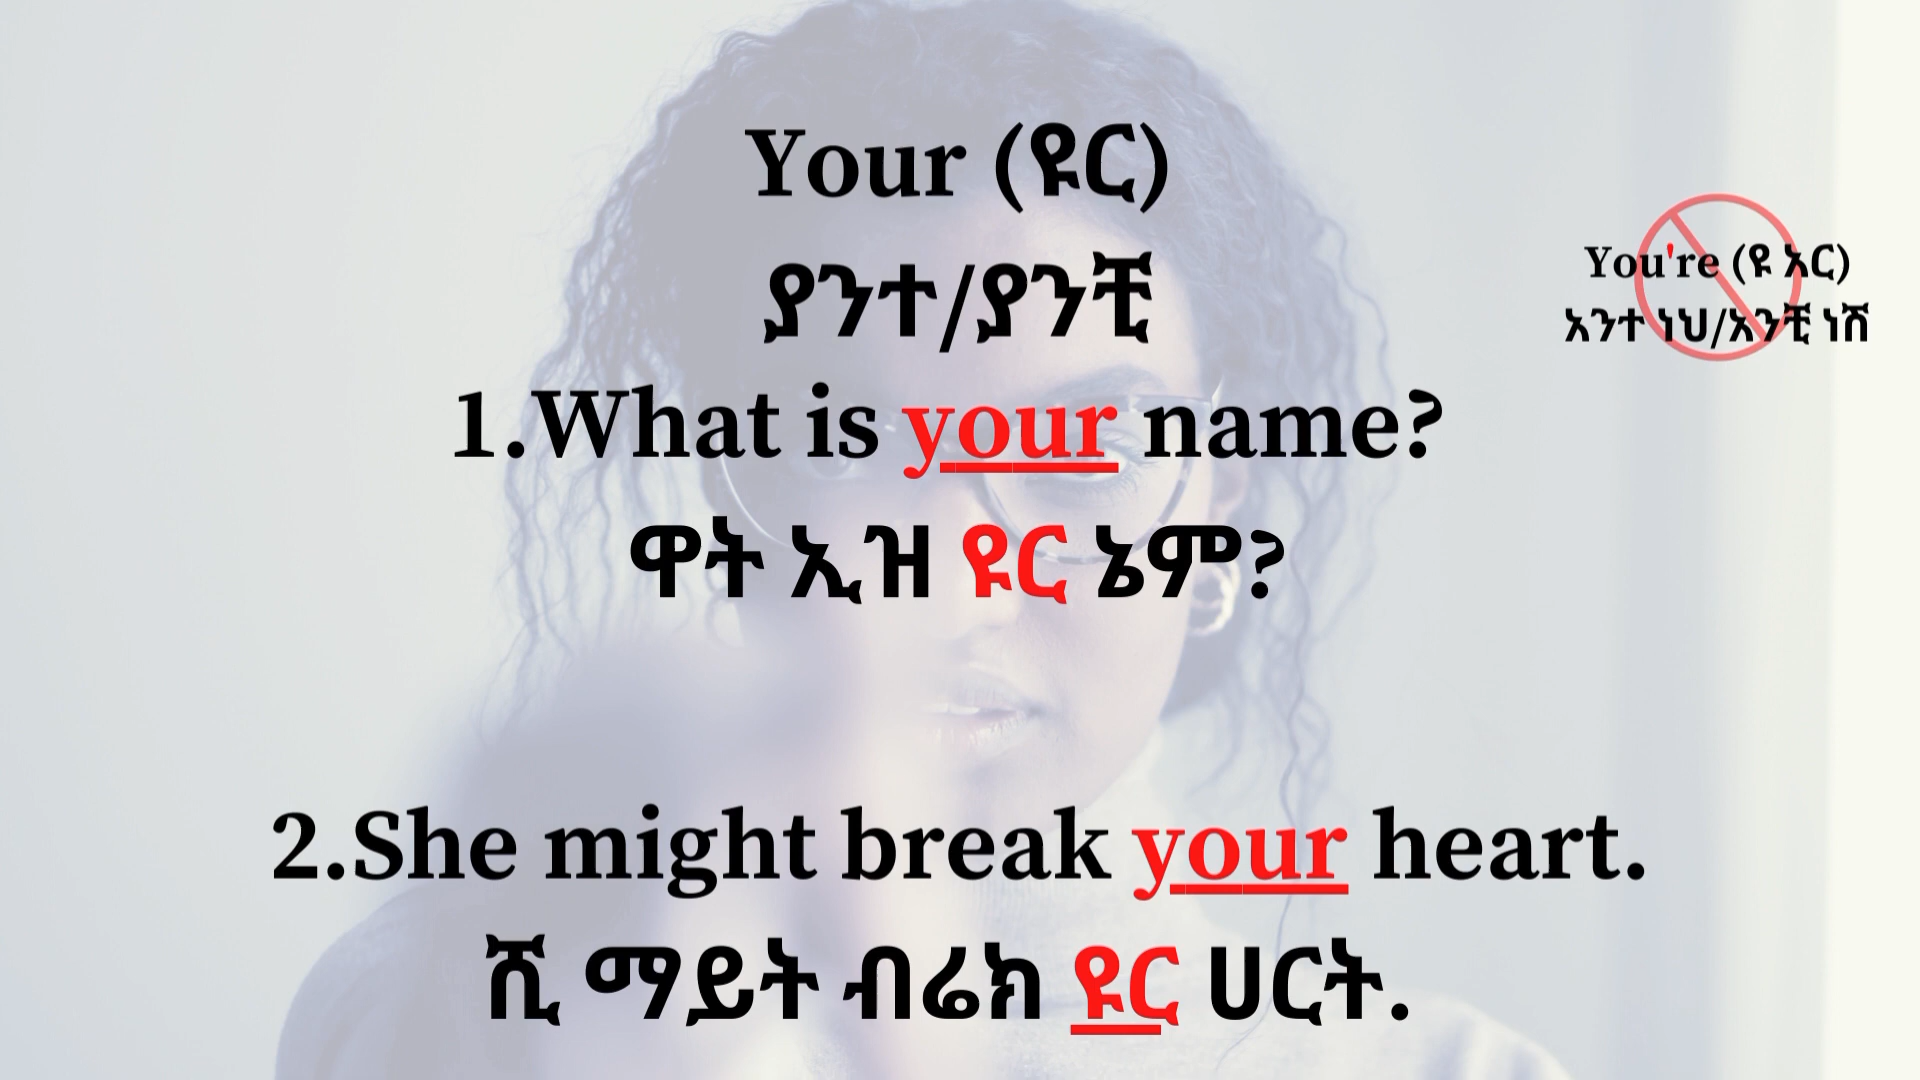 Your (ዩር)
ያንተ/ያንቺ
You're (ዩ አር)
አንተ ነህ/አንቺ ነሽ
1.What is your name?
ዋት ኢዝ ዩር ኔም?
2.She might break your heart.
ሺ ማይት ብሬክ ዩር ሀርት.